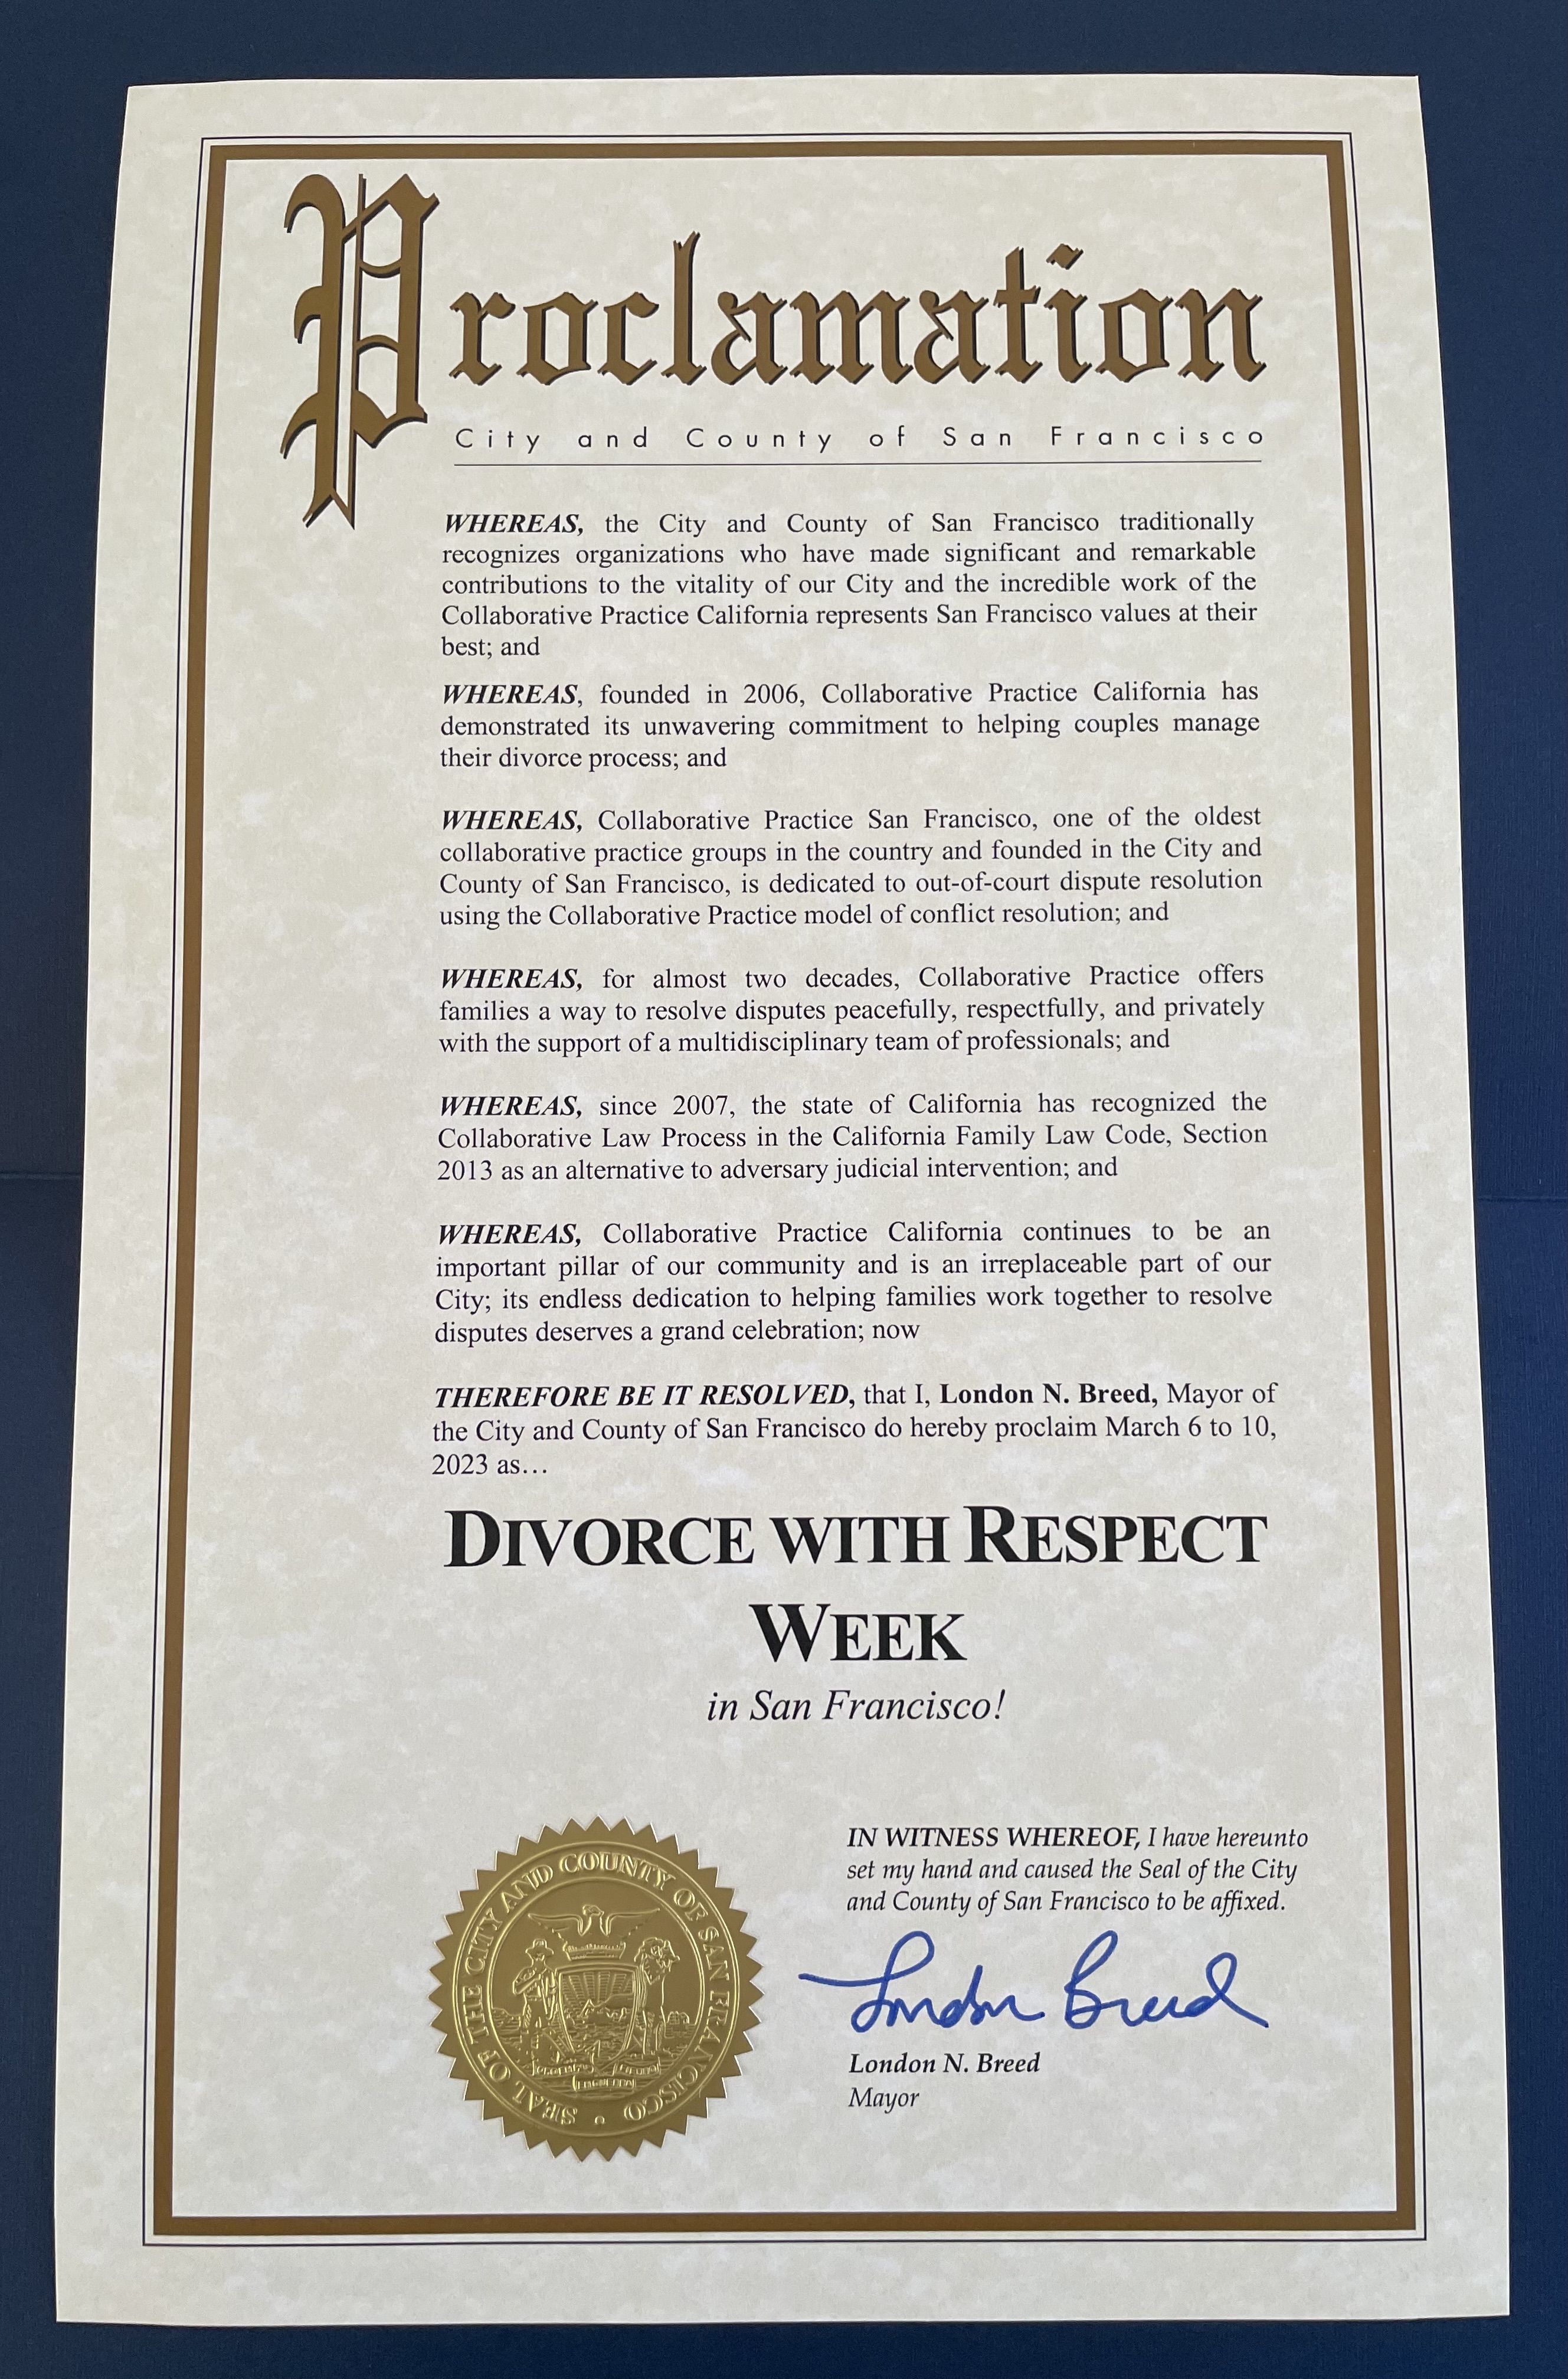 Proclamation
City and County of San Francisco
WHEREAS, the City and County of San Francisco traditionally
recognizes organizations who have made significant and remarkable
contributions to the vitality of our City and the incredible work of the
Collaborative Practice California represents San Francisco values at their
best; and
WHEREAS, founded in 2006, Collaborative Practice California has
demonstrated its unwavering commitment to helping couples manage
their divorce process; and
WHEREAS, Collaborative Practice San Francisco, one of the oldest
collaborative practice groups in the country and founded in the City and
County of San Francisco, is dedicated to out-of-court dispute resolution
using the Collaborative Practice model of conflict resolution; and
WHEREAS, for almost two decades, Collaborative Practice offers
families a way to resolve disputes peacefully, respectfully, and privately
with the support of a multidisciplinary team of professionals; and
WHEREAS, since 2007, the state of California has recognized the
Collaborative Law Process in the California Family Law Code, Section
2013 as an alternative to adversary judicial intervention; and
WHEREAS, Collaborative Practice California continues to be an
important pillar of our community and is an irreplaceable part of our
City; its endless dedication to helping families work together to resolve
disputes deserves a grand celebration; now
THEREFORE BE IT RESOLVED, that I, London N. Breed, Mayor of
the City and County of San Francisco do hereby proclaim March 6 to 10,
2023 as…
DIVORCE WITH RESPECT
WEEK
in San Francisco!
IN WITNESS WHEREOF, I have hereunto
set my hand and caused the Seal of the City
and County of San Francisco to be affixed.
London Breed
London N. Breed
Mayor
SEAL OF THE CITY AND COUNTY OF SAN FRANCISCO